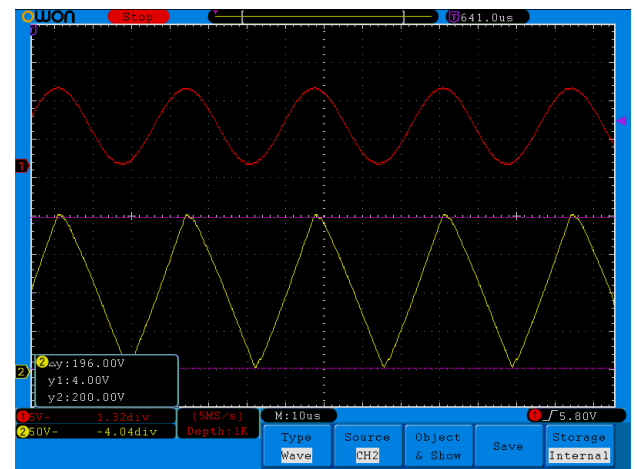 OWON Stop T 641.0us
1
2
2 △y:196.00V
y1:4.00V
y2:200.00V
1 5V- 1.32div (5MS/s) M:10us 1 5.80V
2 50V- -4.04div Depth:1K
Type Source Object Save Storage
Wave CH2 & Show Internal